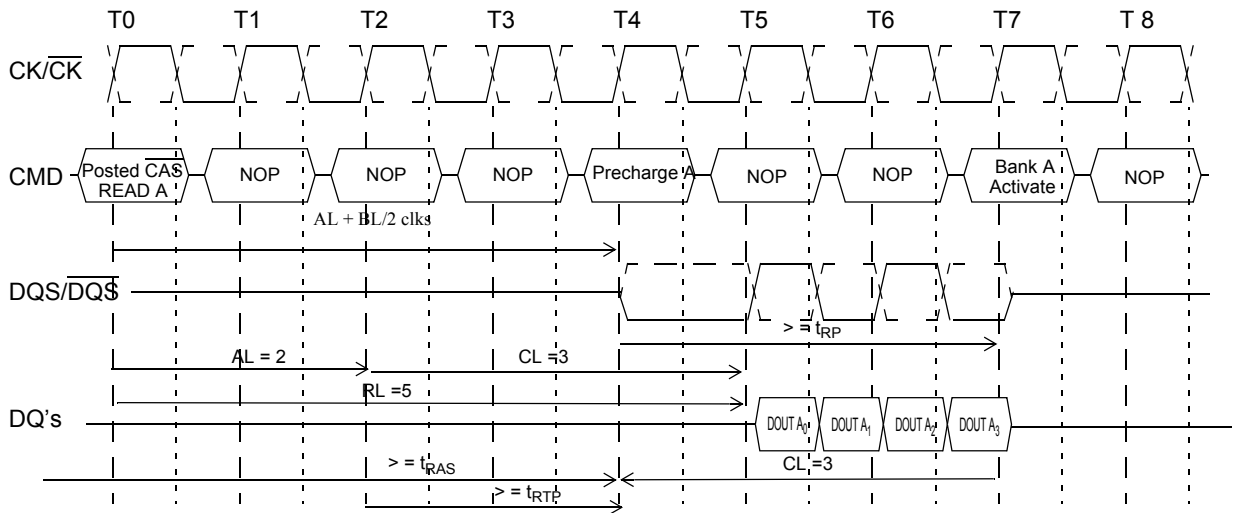 T0 T1 T2 T3 T4 T5 T6 T7 T 8
CK/CK
CMD
Posted CAS
READ A
NOP
NOP
NOP
Precharge A
NOP
NOP
Bank A
Activate
NOP
AL + BL/2 clks
DQS/DQS
> = tRP
AL = 2
CL =3
RL =5
DQ's
DOUT A0
DOUT A1
DOUT A2
DOUT A3
> = tRAS
CL =3
> = tRTP